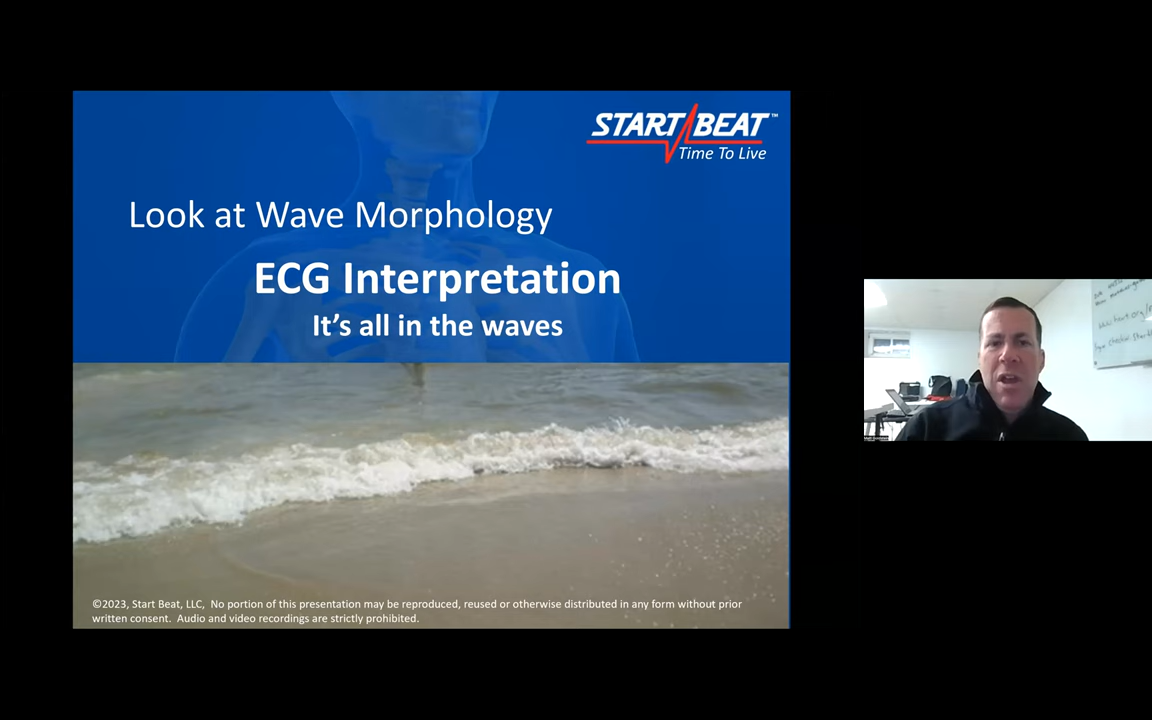 START BEAT™
Time To Live
Look at Wave Morphology
ECG Interpretation
It's all in the waves
©2023, Start Beat, LLC, No portion of this presentation may be reproduced, reused or otherwise distributed in any form without prior
written consent. Audio and video recordings are strictly prohibited.